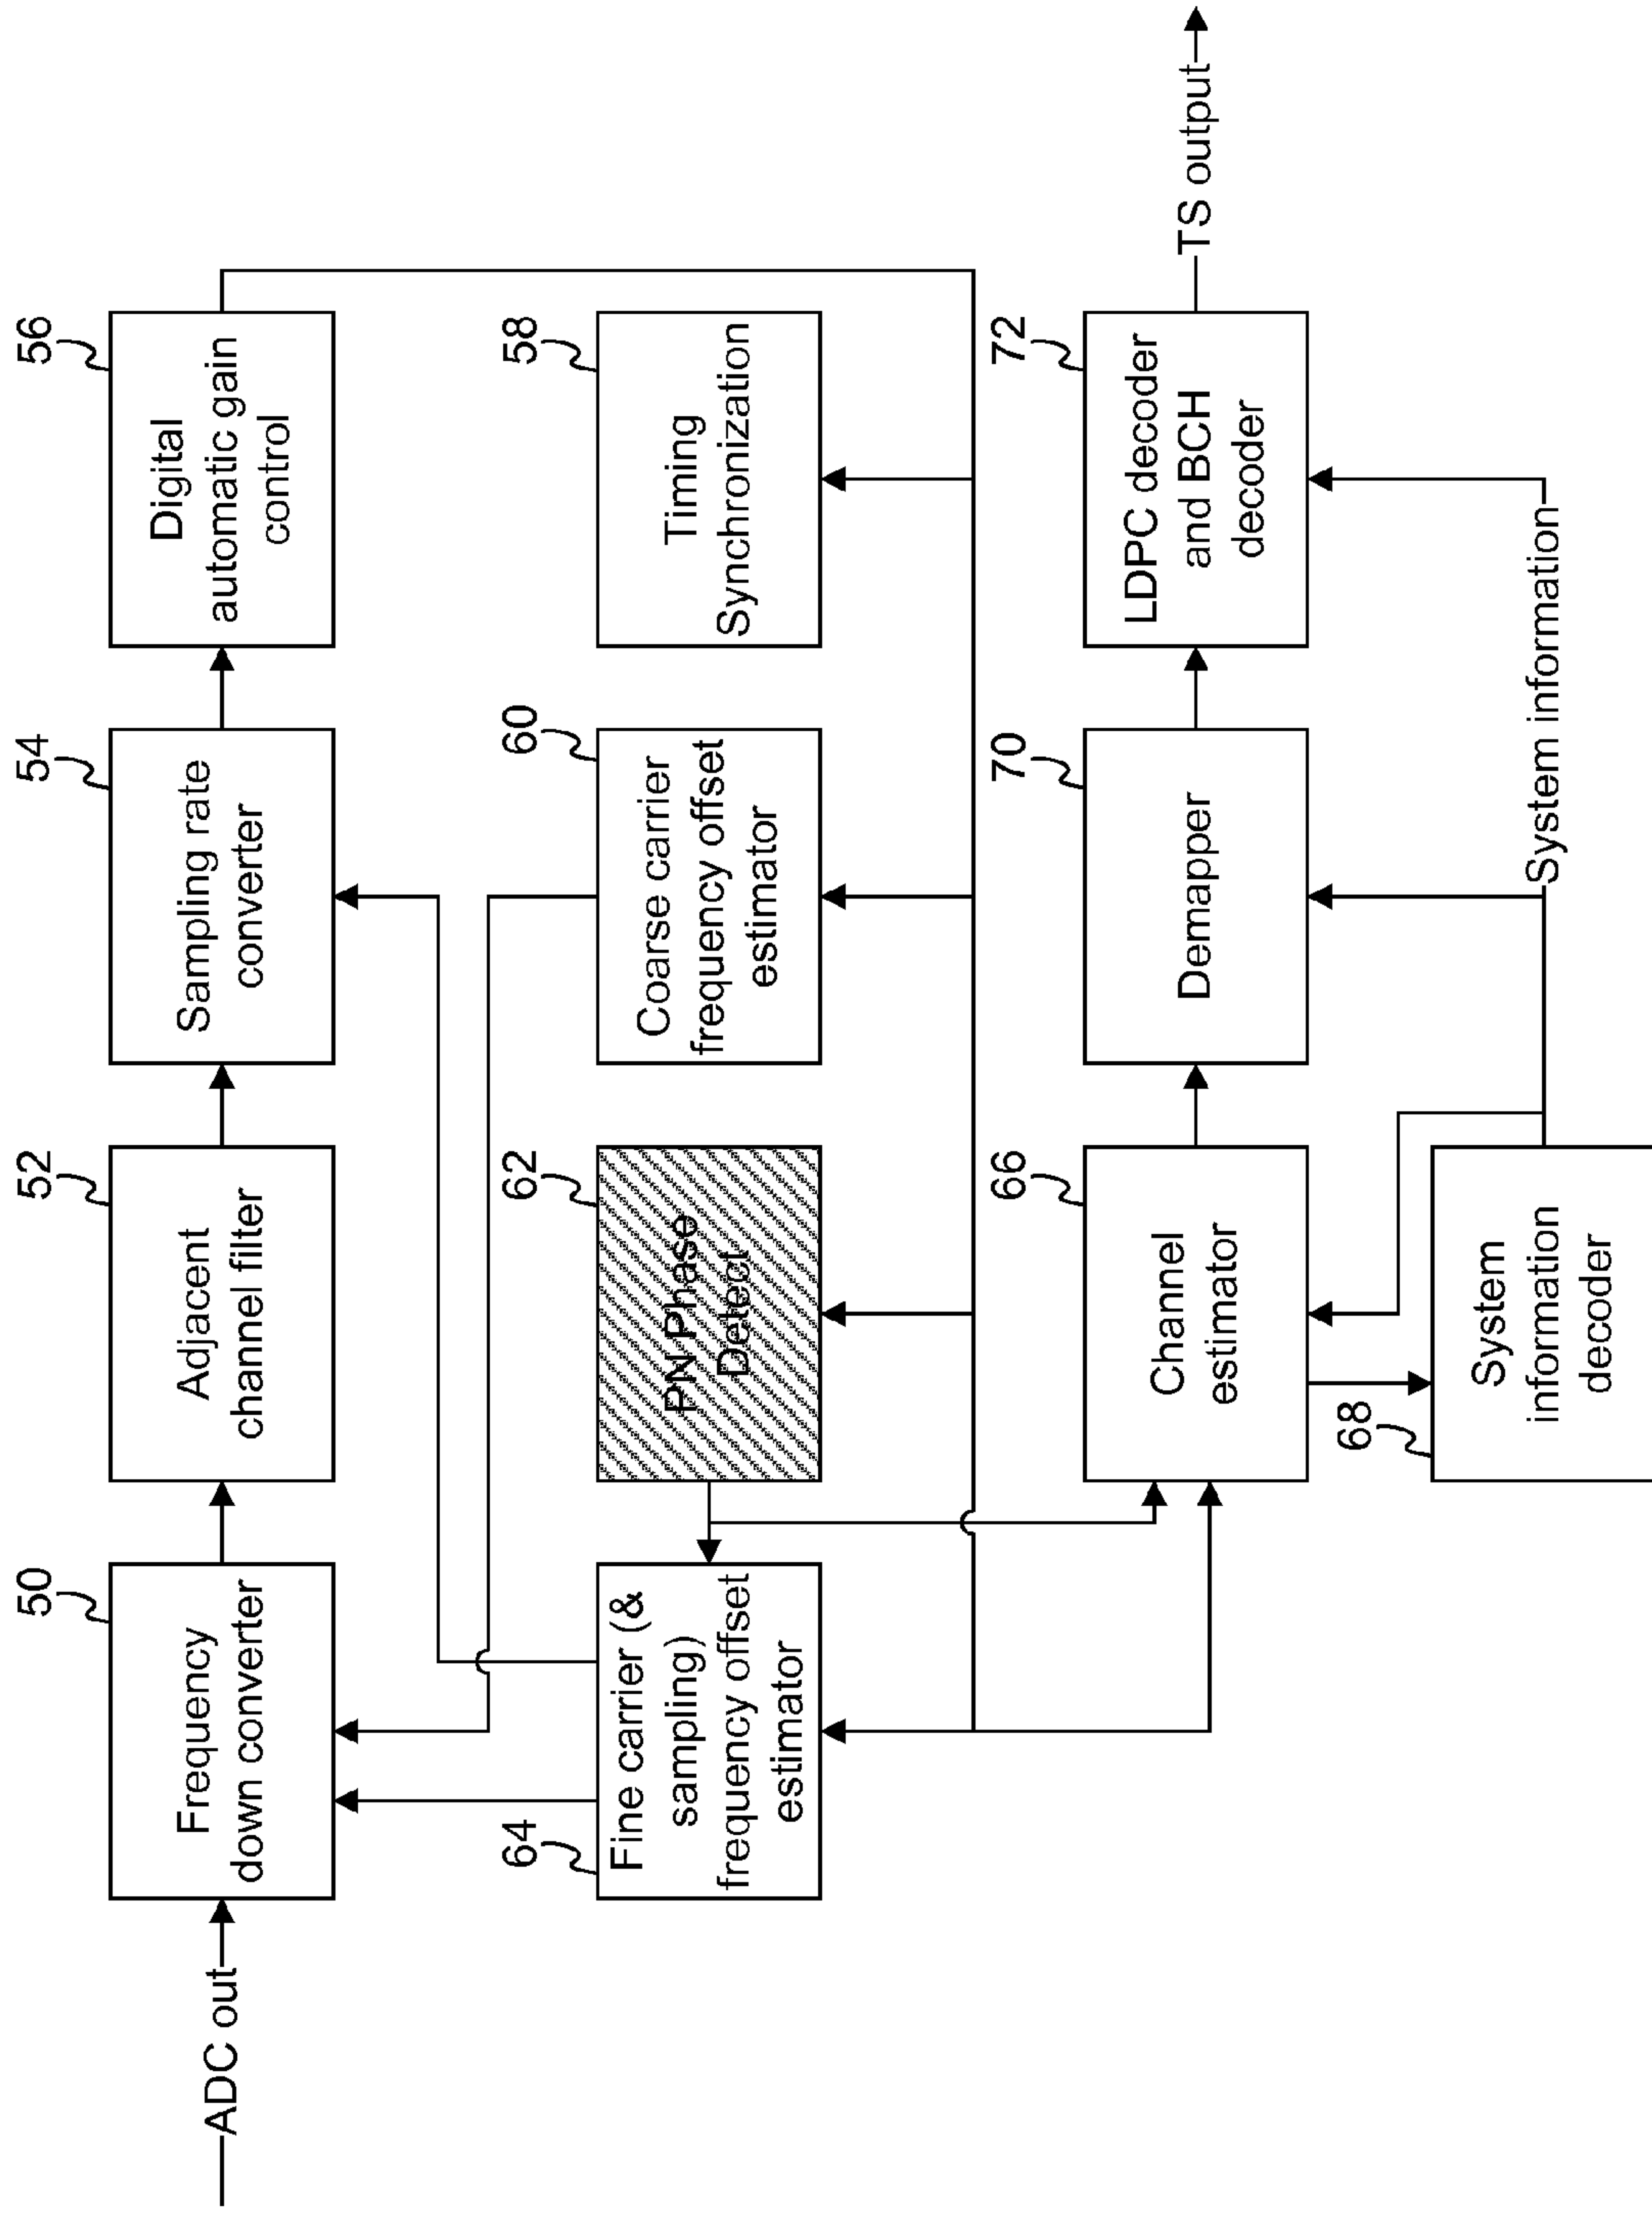 ADC out
50
Frequency
down converter
52
Adjacent
channel filter
54
Sampling rate
converter
56
Digital
automatic gain
control
64
Fine carrier (&
sampling)
frequency offset
estimator
62
PN Phase
Detect
60
Coarse carrier
frequency offset
estimator
58
Timing
Synchronization
66
Channel
estimator
70
Demapper
72
LDPC decoder
and BCH
decoder
TS output
68
System
information
decoder
System information